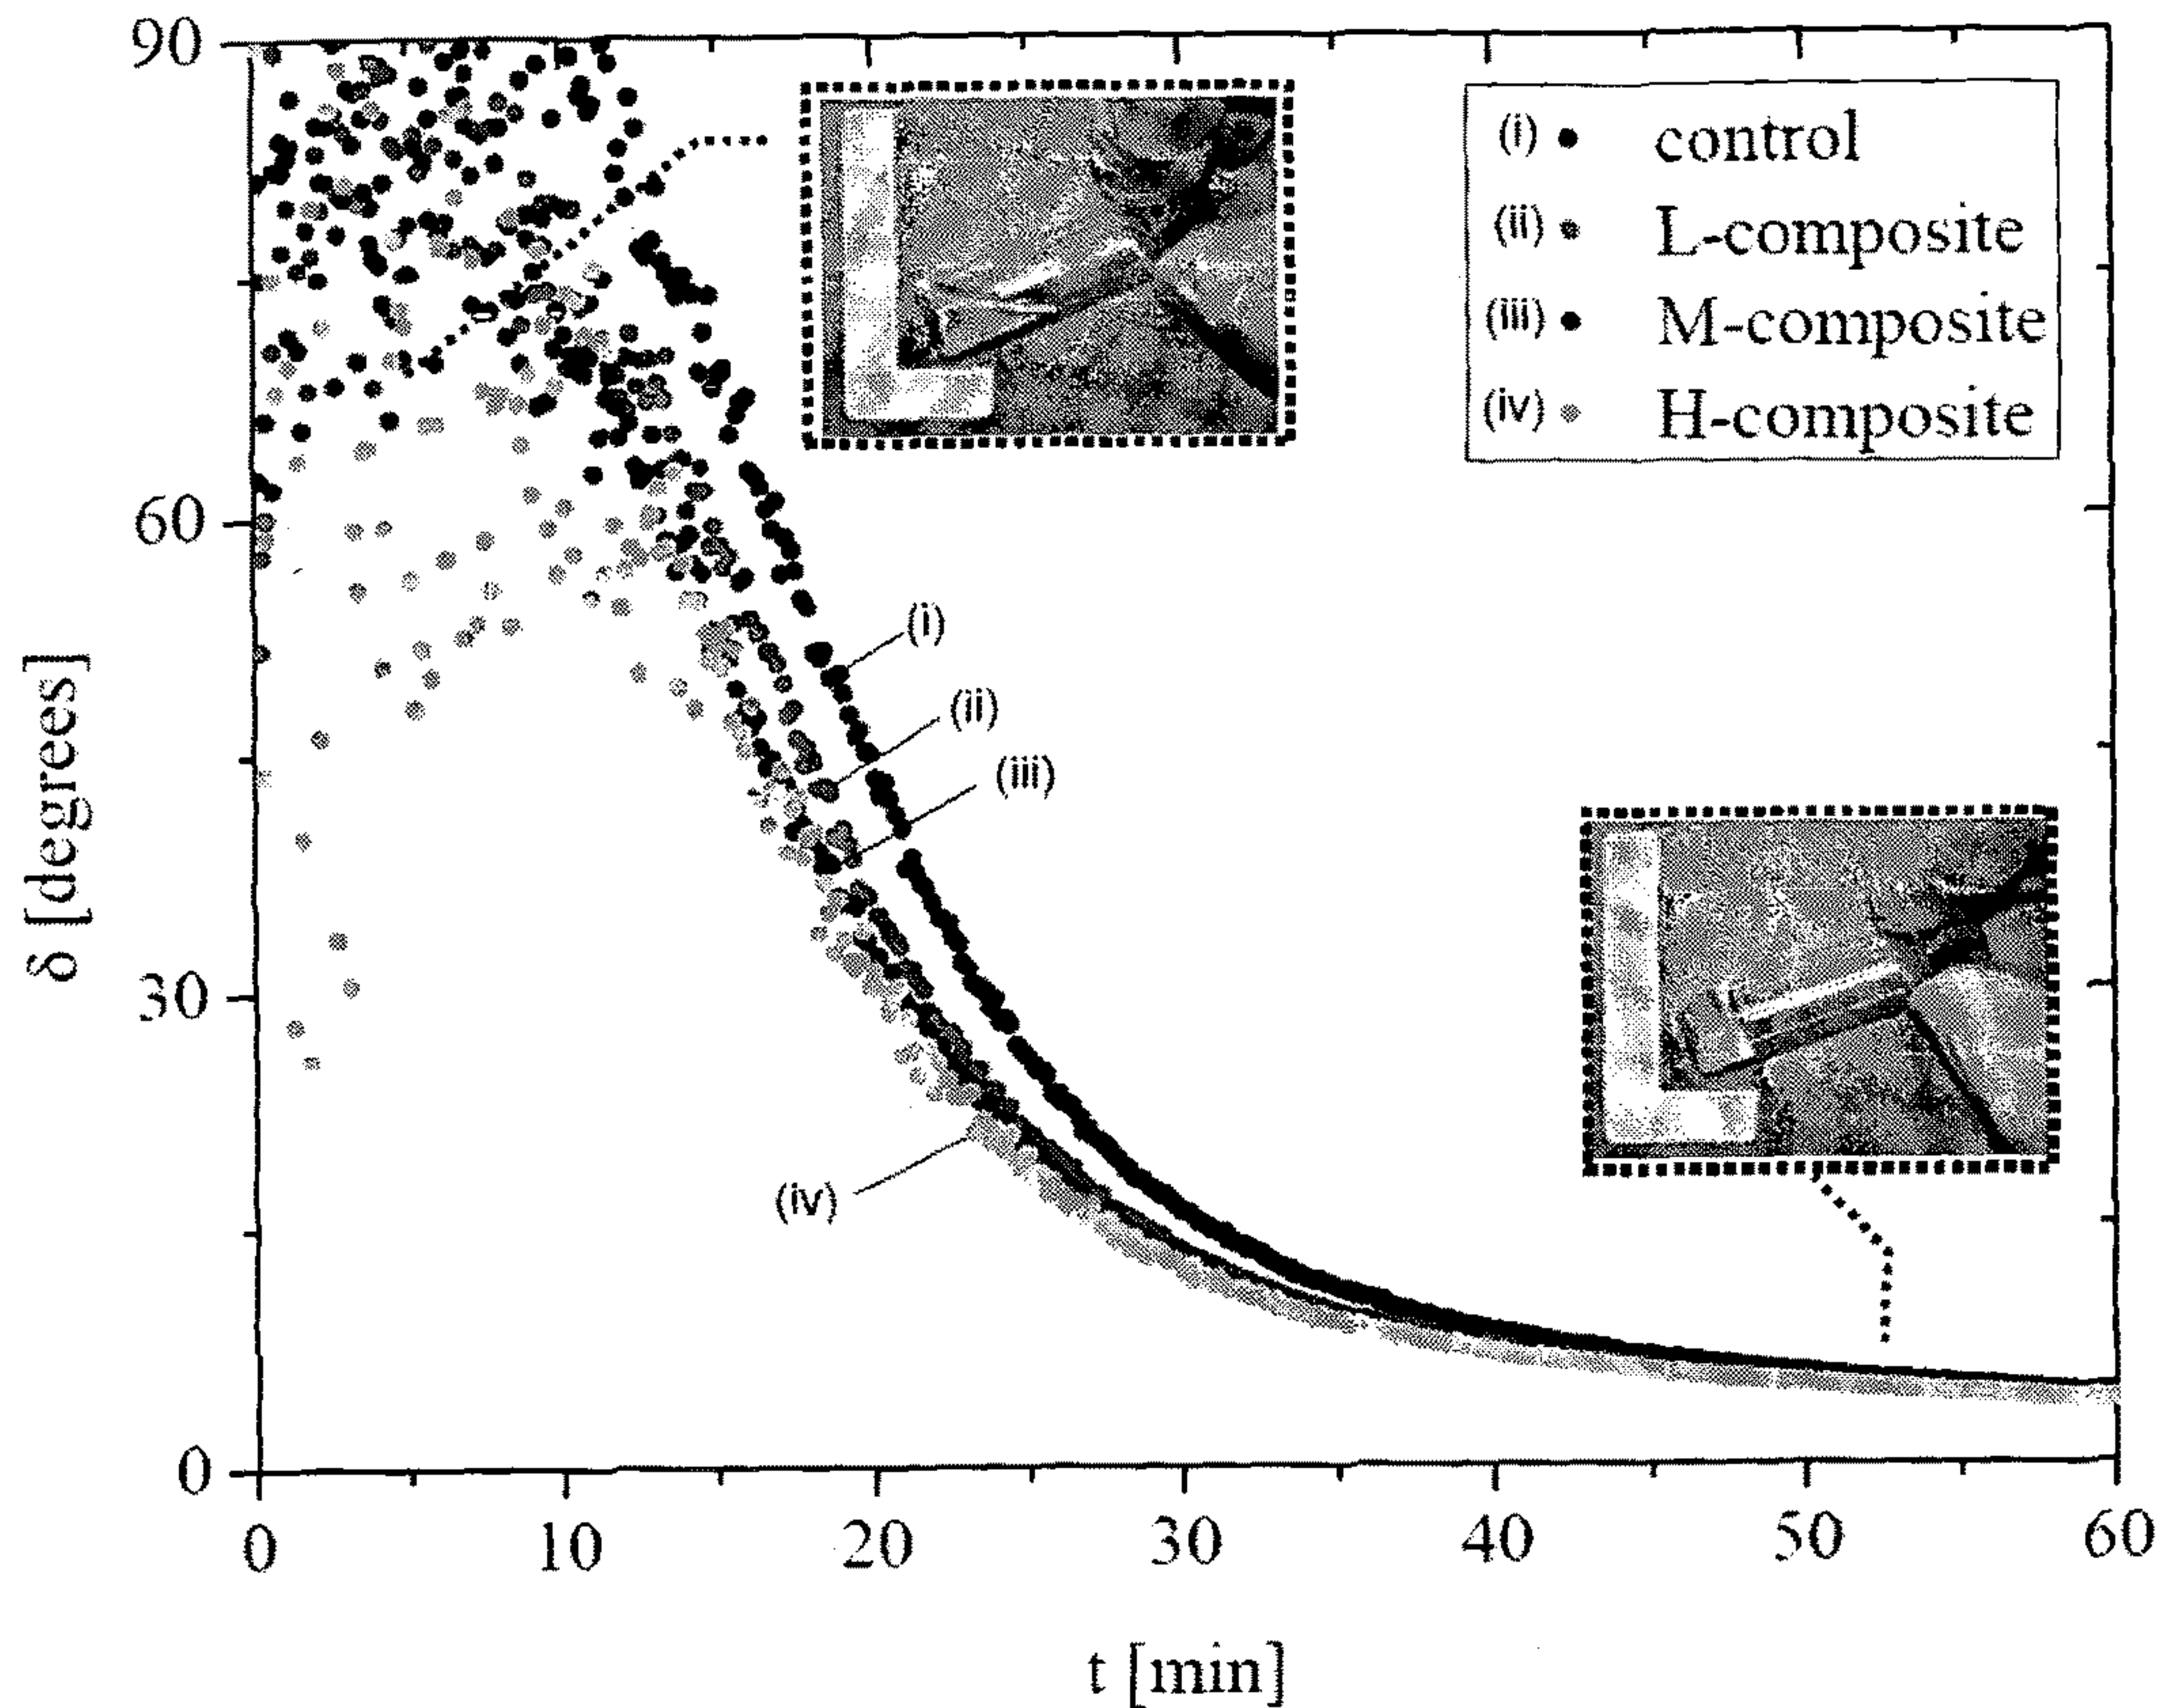 90
60
30
0
δ [degrees]
(i) control
(ii) L-composite
(iii) M-composite
(iv) H-composite
(i)
(ii)
(iii)
(iv)
0 10 20 30 40 50 60
t [min]